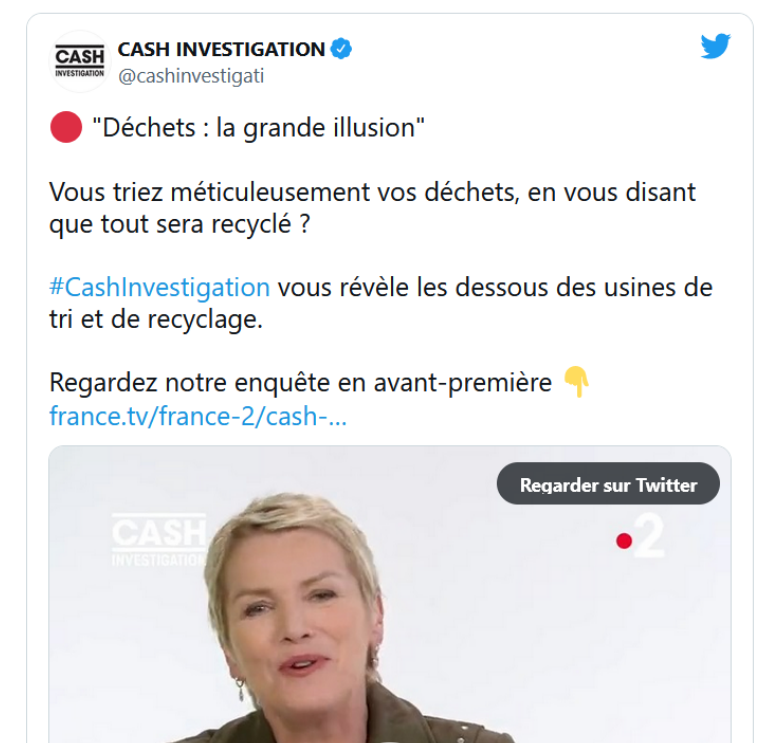 CASH
INVESTIGATION
CASH INVESTIGATION
@cashinvestigati
"Déchets : la grande illusion"
Vous triez méticuleusement vos déchets, en vous disant
que tout sera recyclé ?
#CashInvestigation vous révèle les dessous des usines de
tri et de recyclage.
Regardez notre enquête en avant-première 👇
france.tv/france-2/cash-...
Regarder sur Twitter
CASH
INVESTIGATION
2